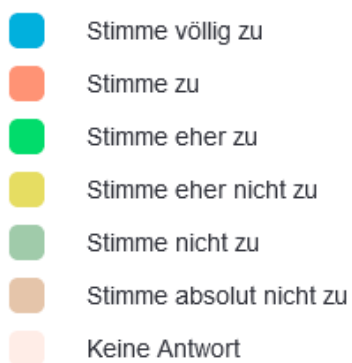 Stimme völlig zu
Stimme zu
Stimme eher zu
Stimme eher nicht zu
Stimme nicht zu
Stimme absolut nicht zu
Keine Antwort